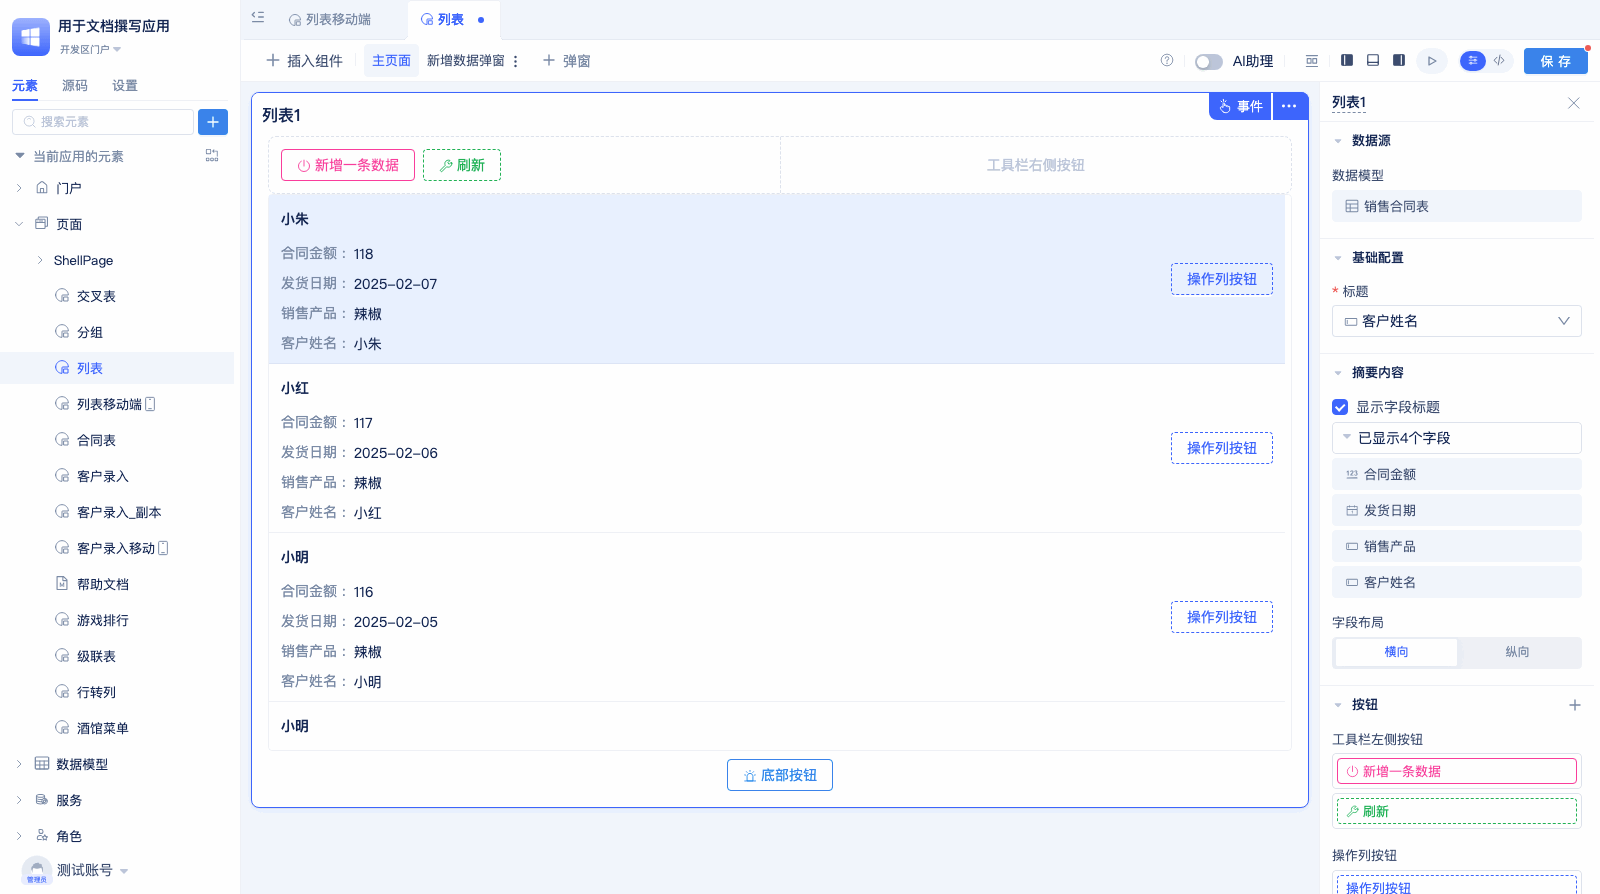 用于文档撰写应用
开发区门户
元素 源码 设置
搜索元素
当前应用的元素
门户
页面
ShellPage
交叉表
分组
列表
列表移动端
合同表
客户录入
客户录入_副本
客户录入移动
帮助文档
游戏排行
级联表
行转列
酒馆菜单
数据模型
服务
角色
管理员
测试账号
列表移动端 列表
插入组件 主页面 新增数据弹窗 弹窗 AI助理 保存
列表1 事件
新增一条数据 刷新 工具栏右侧按钮
小朱
合同金额： 118
发货日期： 2025-02-07
销售产品： 辣椒
客户姓名： 小朱
操作列按钮
小红
合同金额： 117
发货日期： 2025-02-06
销售产品： 辣椒
客户姓名： 小红
操作列按钮
小明
合同金额： 116
发货日期： 2025-02-05
销售产品： 辣椒
客户姓名： 小明
操作列按钮
小明
底部按钮
列表1
数据源
数据模型
销售合同表
基础配置
* 标题
客户姓名
摘要内容
显示字段标题
已显示4个字段
123 合同金额
发货日期
销售产品
客户姓名
字段布局
横向 纵向
按钮
工具栏左侧按钮
新增一条数据
刷新
操作列按钮
操作列按钮